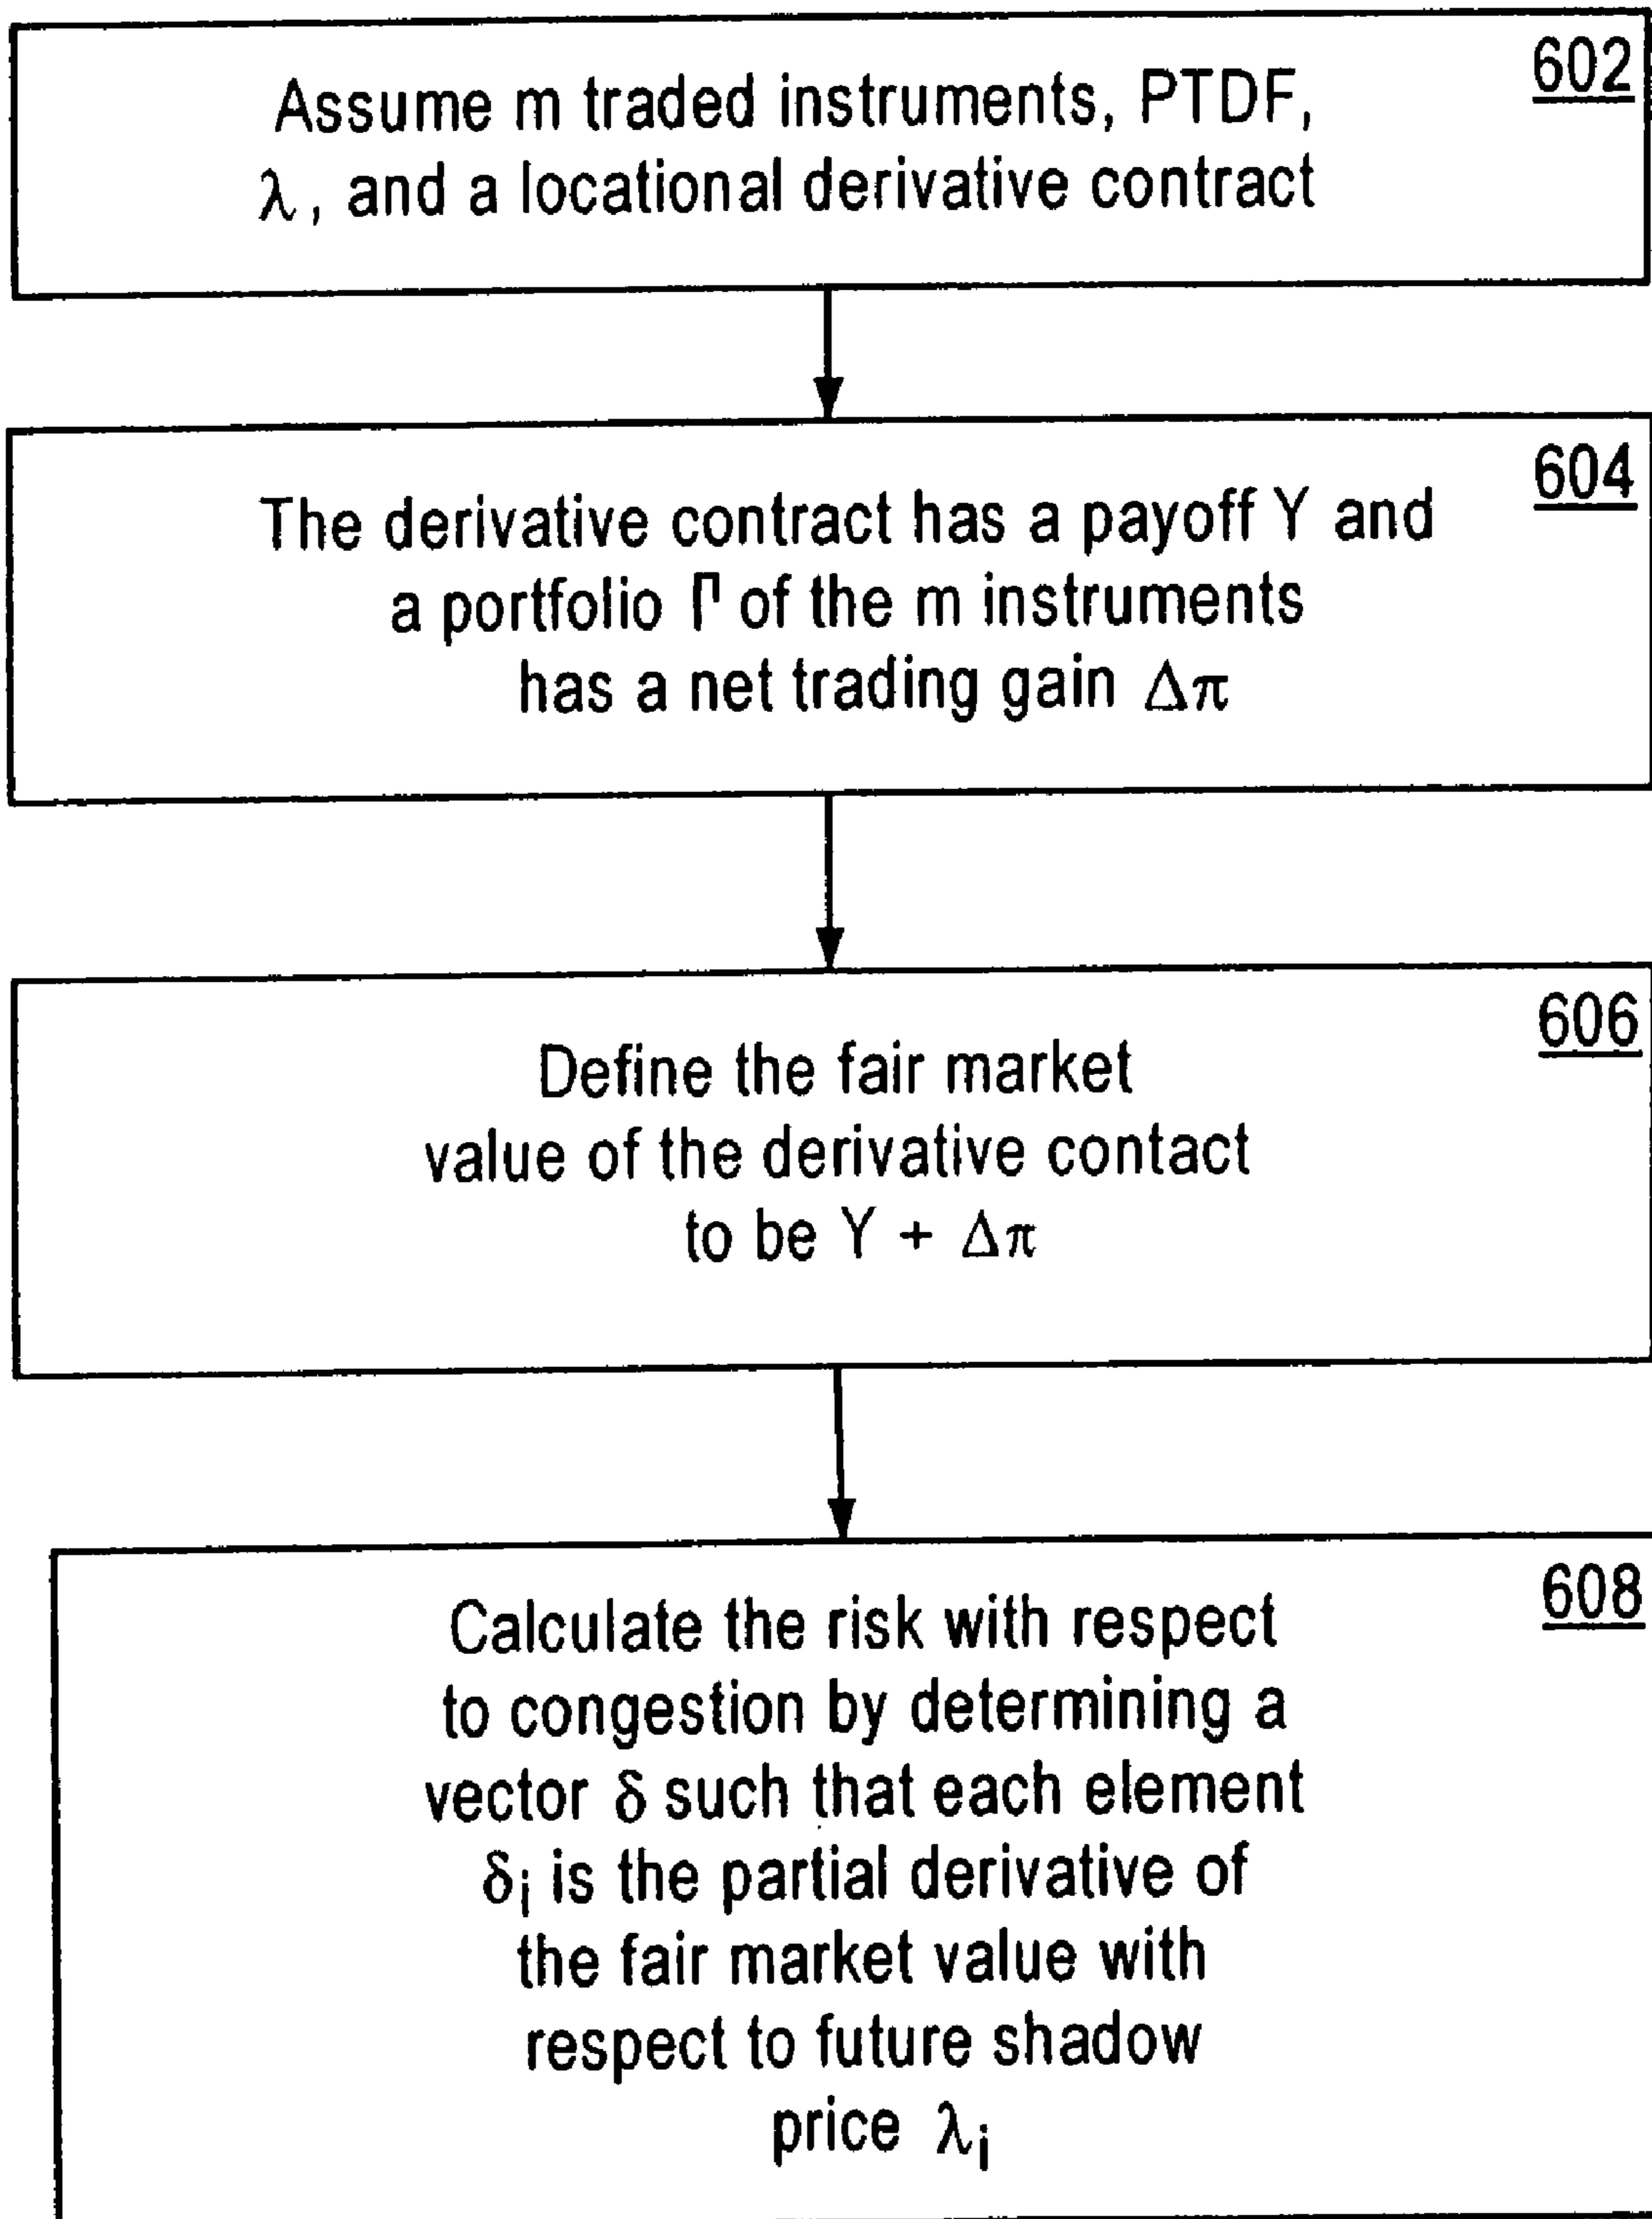 602
Assume m traded instruments, PTDF,
λ, and a locational derivative contract
604
The derivative contract has a payoff Y and
a portfolio Γ of the m instruments
has a net trading gain Δπ
606
Define the fair market
value of the derivative contact
to be Y + Δπ
608
Calculate the risk with respect
to congestion by determining a
vector δ such that each element
δi is the partial derivative of
the fair market value with
respect to future shadow
price λi